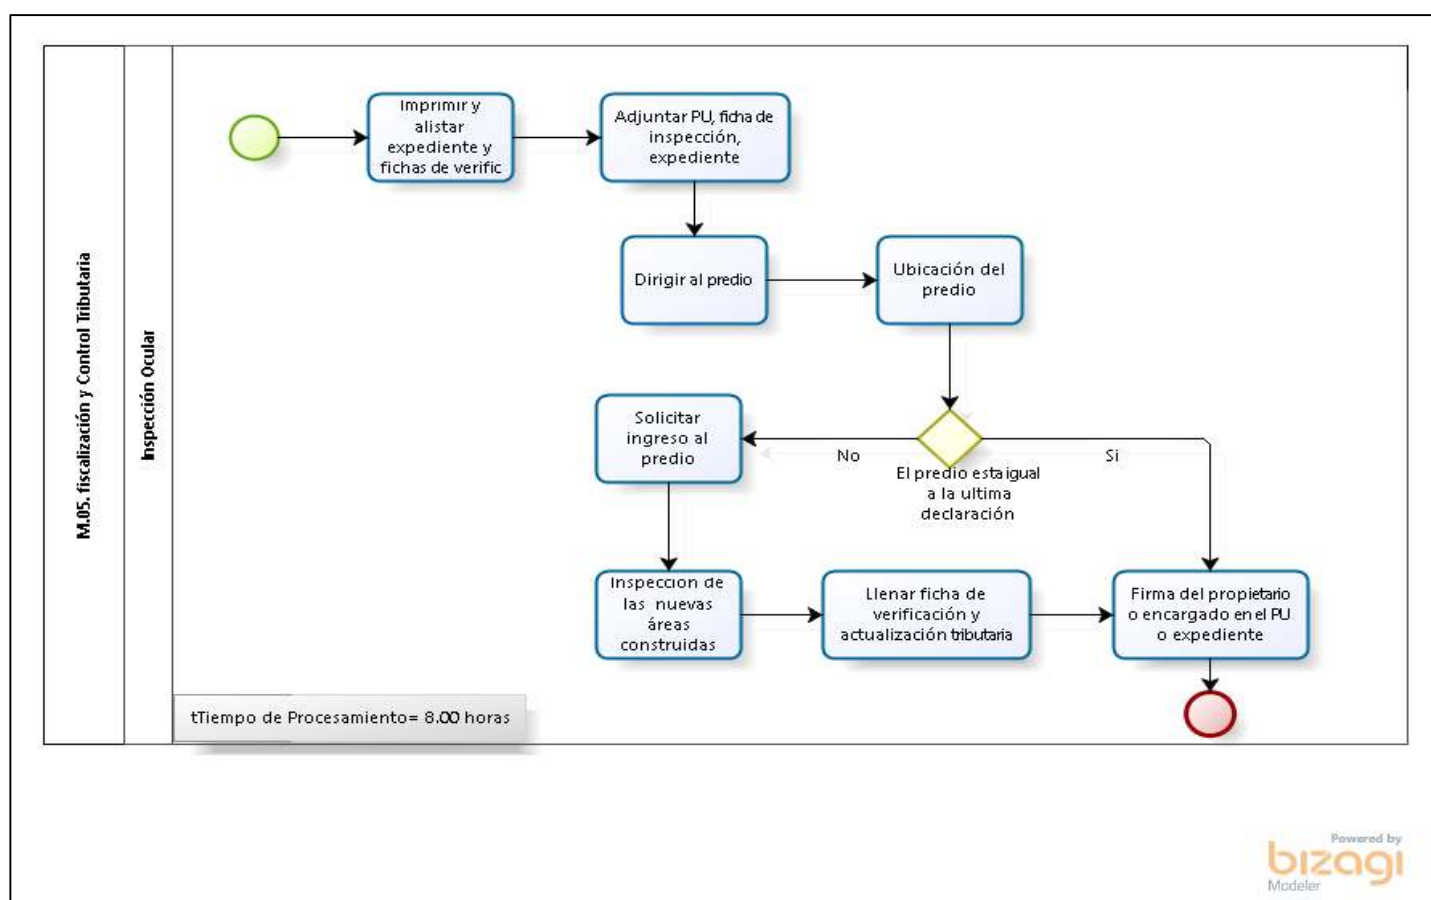 M.05. fiscalización y Control Tributaria
Inspección Ocular
Imprimir y
alistar
expediente y
fichas de verific
Adjuntar PU, ficha de
inspección,
expediente
Dirigir al predio
Ubicación del
predio
Solicitar
ingreso al
predio
No
Si
El predio esta igual
a la ultima
declaración
Inspeccion de
las nuevas
áreas
construidas
Llenar ficha de
verificación y
actualización tributaria
Firma del propietario
o encargado en el PU
o expediente
tTiempo de Procesamiento= 8.00 horas
Powered by
bizagi
Modeler